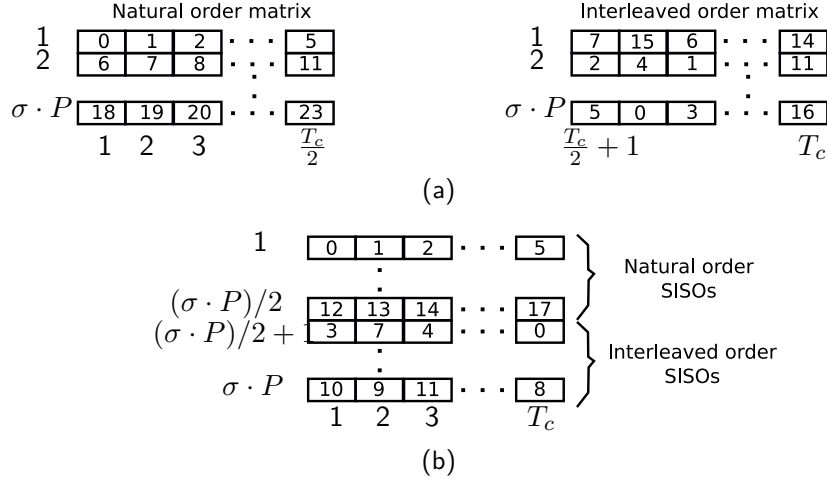 Natural order matrix
Interleaved order matrix
1 0 1 2 · · · 5
2 6 7 8 · · · 11
σ · P 18 19 20 · · · 23
1 2 3 T_c/2
1 7 15 6 · · · 14
2 2 4 1 · · · 11
σ · P 5 0 3 · · · 16
T_c/2 + 1 T_c
(a)
1 0 1 2 · · · 5
(σ · P)/2 12 13 14 · · · 17
(σ · P)/2 + 1 3 7 4 · · · 0
σ · P 10 9 11 · · · 8
1 2 3 T_c
Natural order
SISOs
Interleaved order
SISOs
(b)